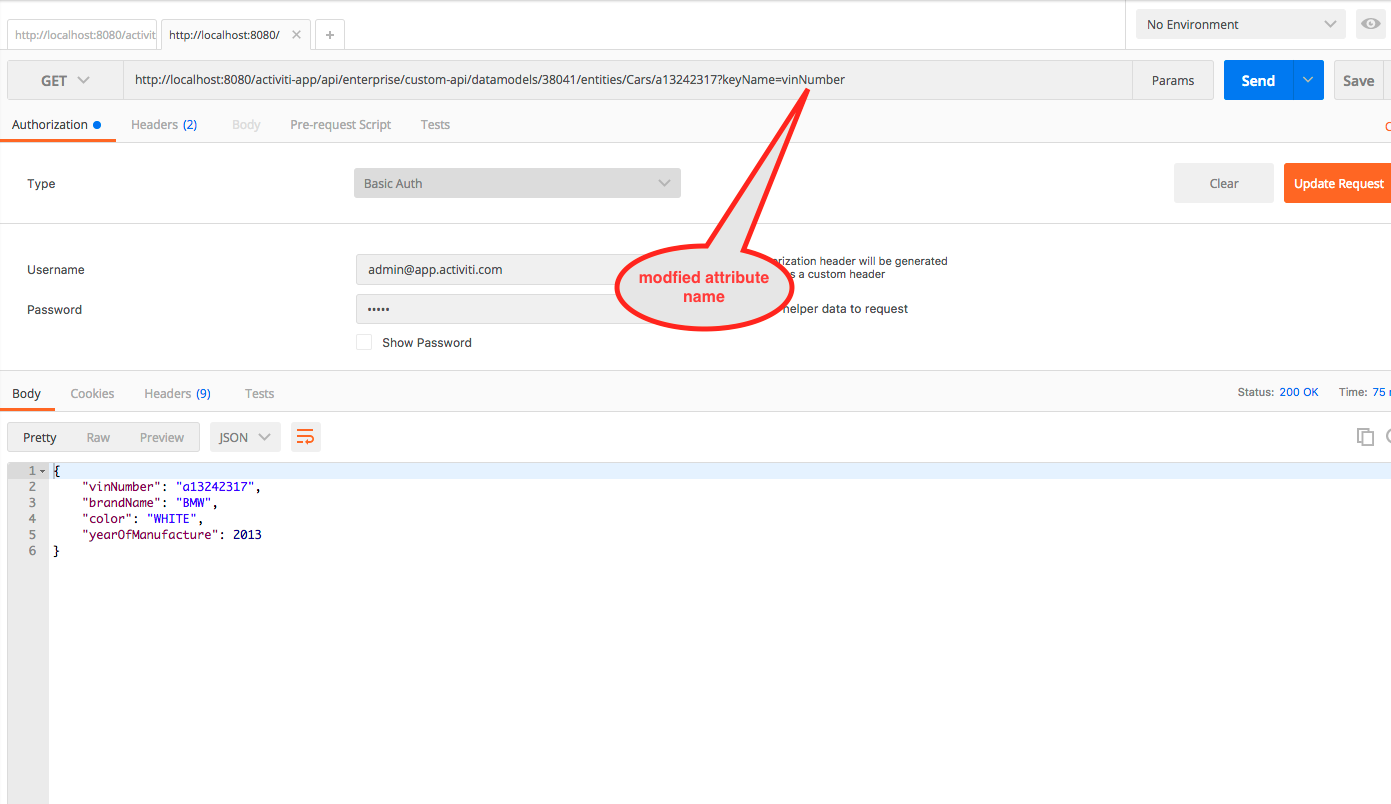 http://localhost:8080/activit
http://localhost:8080/
No Environment
GET
http://localhost:8080/activiti-app/api/enterprise/custom-api/datamodels/38041/entities/Cars/a13242317?keyName=vinNumber
Params
Send
Save
Authorization
Headers (2)
Body
Pre-request Script
Tests
Type
Basic Auth
Clear
Update Request
Username
admin@app.activiti.com
rization header will be generated
s a custom header
Password
•••••
helper data to request
modfied attribute
name
Show Password
Body
Cookies
Headers (9)
Tests
Status: 200 OK
Time: 75
Pretty
Raw
Preview
JSON
1 {
2 "vinNumber": "a13242317",
3 "brandName": "BMW",
4 "color": "WHITE",
5 "yearOfManufacture": 2013
6 }